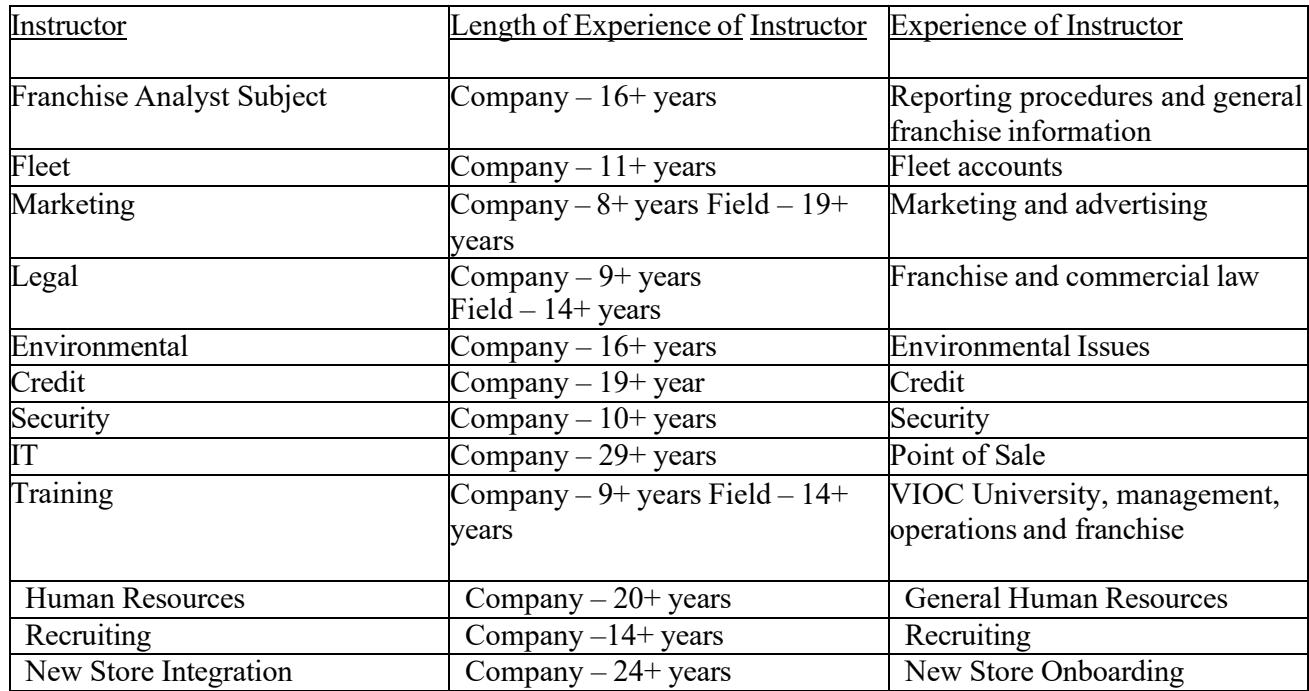 Instructor Length of Experience of Instructor Experience of Instructor
Franchise Analyst Subject Company – 16+ years Reporting procedures and general
franchise information
Fleet Company – 11+ years Fleet accounts
Marketing Company – 8+ years Field – 19+ Marketing and advertising
years
Legal Company – 9+ years Franchise and commercial law
Field – 14+ years
Environmental Company – 16+ years Environmental Issues
Credit Company – 19+ year Credit
Security Company – 10+ years Security
IT Company – 29+ years Point of Sale
Training Company – 9+ years Field – 14+ VIOC University, management,
years operations and franchise
Human Resources Company – 20+ years General Human Resources
Recruiting Company –14+ years Recruiting
New Store Integration Company – 24+ years New Store Onboarding